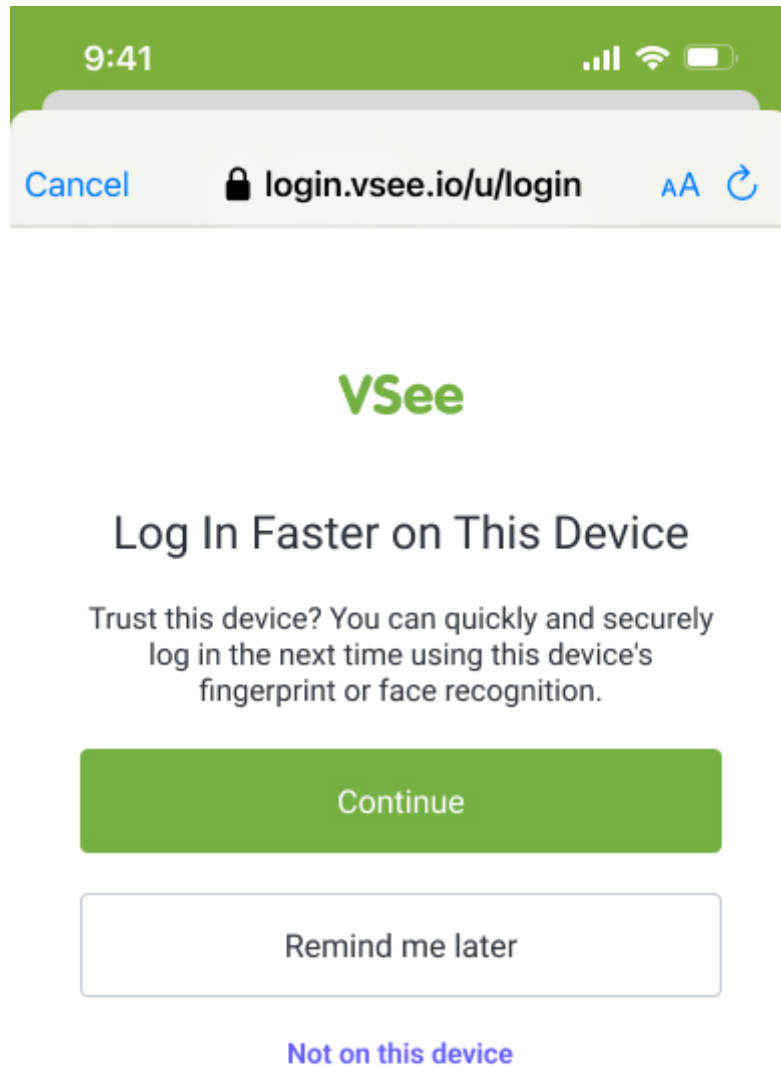 9:41
Cancel login.vsee.io/u/login AA
VSee
Log In Faster on This Device
Trust this device? You can quickly and securely
log in the next time using this device's
fingerprint or face recognition.
Continue
Remind me later
Not on this device